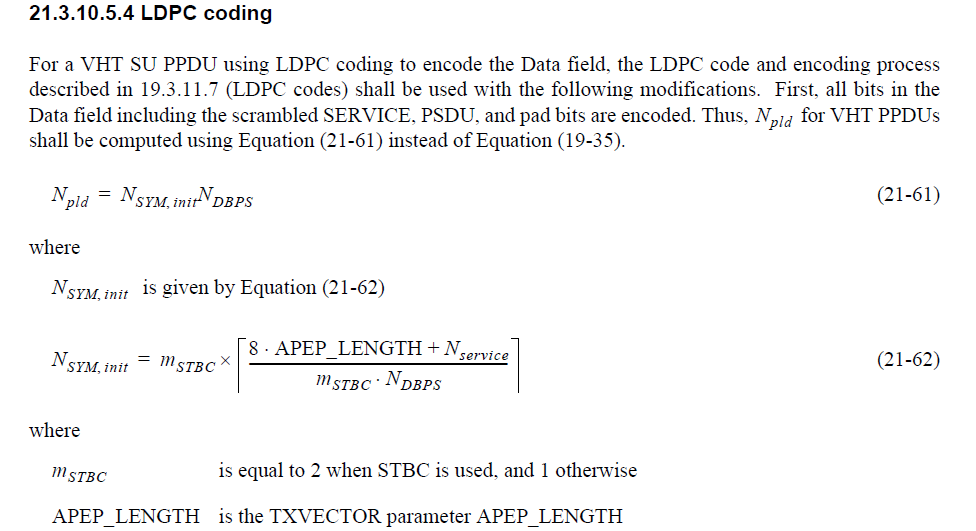 21.3.10.5.4 LDPC coding
For a VHT SU PPDU using LDPC coding to encode the Data field, the LDPC code and encoding process
described in 19.3.11.7 (LDPC codes) shall be used with the following modifications. First, all bits in the
Data field including the scrambled SERVICE, PSDU, and pad bits are encoded. Thus, N_pld for VHT PPDUs
shall be computed using Equation (21-61) instead of Equation (19-35).
N_pld = N_SYM, init N_DBPS (21-61)
where
N_SYM, init is given by Equation (21-62)
N_SYM, init = m_STBC × ⌈(8 · APEP_LENGTH + N_service) / (m_STBC · N_DBPS)⌉ (21-62)
where
m_STBC is equal to 2 when STBC is used, and 1 otherwise
APEP_LENGTH is the TXVECTOR parameter APEP_LENGTH